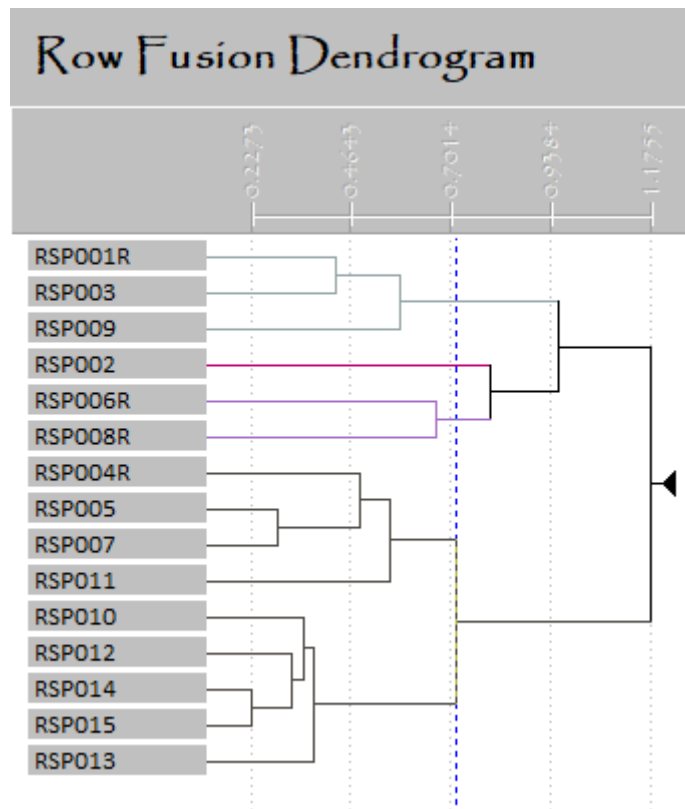 Row Fusion Dendrogram
0.2273
0.4643
0.7014
0.9384
1.1755
RSP001R
RSP003
RSP009
RSP002
RSP006R
RSP008R
RSP004R
RSP005
RSP007
RSP011
RSP010
RSP012
RSP014
RSP015
RSP013